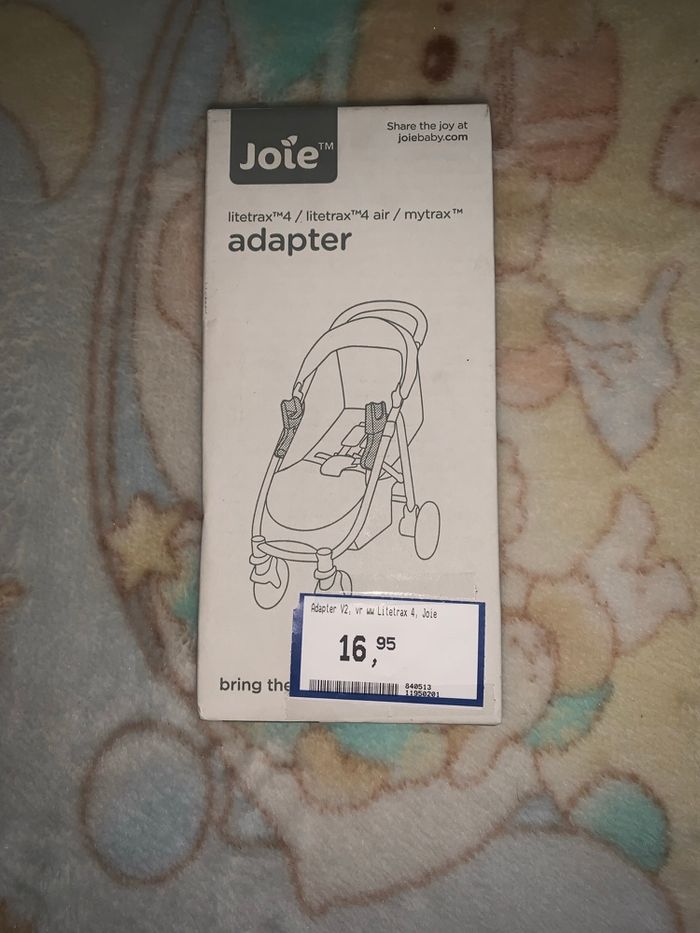 Joie™
Share the joy at
joiebaby.com
litetrax™4 / litetrax™4 air / mytrax™
adapter
Adapter V2, vr ww Litetrax 4, Joie
16,95
bring the
840513
11950201